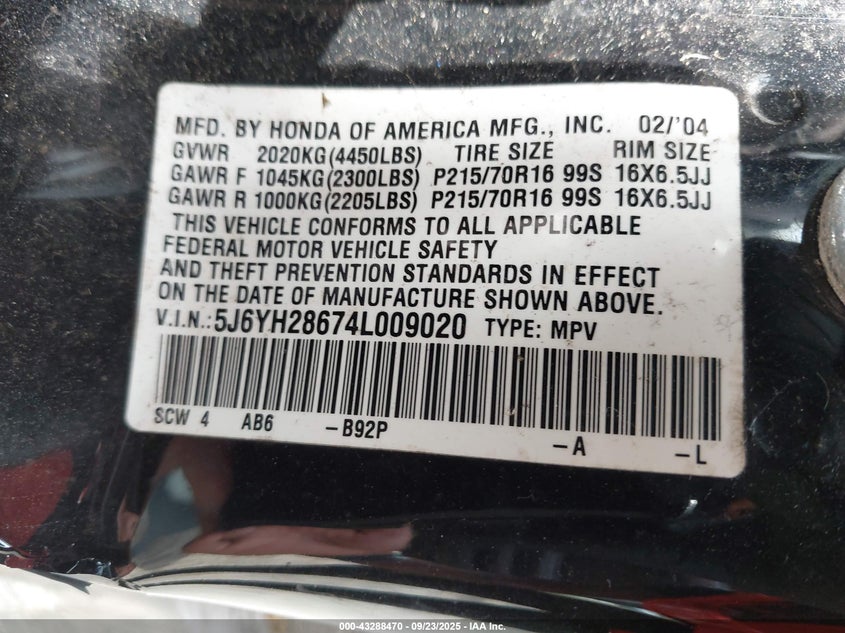 MFD. BY HONDA OF AMERICA MFG., INC. 02/'04
GVWR 2020KG(4450LBS) TIRE SIZE RIM SIZE
GAWR F 1045KG(2300LBS) P215/70R16 99S 16X6.5JJ
GAWR R 1000KG(2205LBS) P215/70R16 99S 16X6.5JJ
THIS VEHICLE CONFORMS TO ALL APPLICABLE
FEDERAL MOTOR VEHICLE SAFETY
AND THEFT PREVENTION STANDARDS IN EFFECT
ON THE DATE OF MANUFACTURE SHOWN ABOVE.
V.I.N.:5J6YH28674L009020 TYPE: MPV
SCW 4 AB6 -B92P -A -L
000-43288470 - 09/23/2025 - IAA Inc.